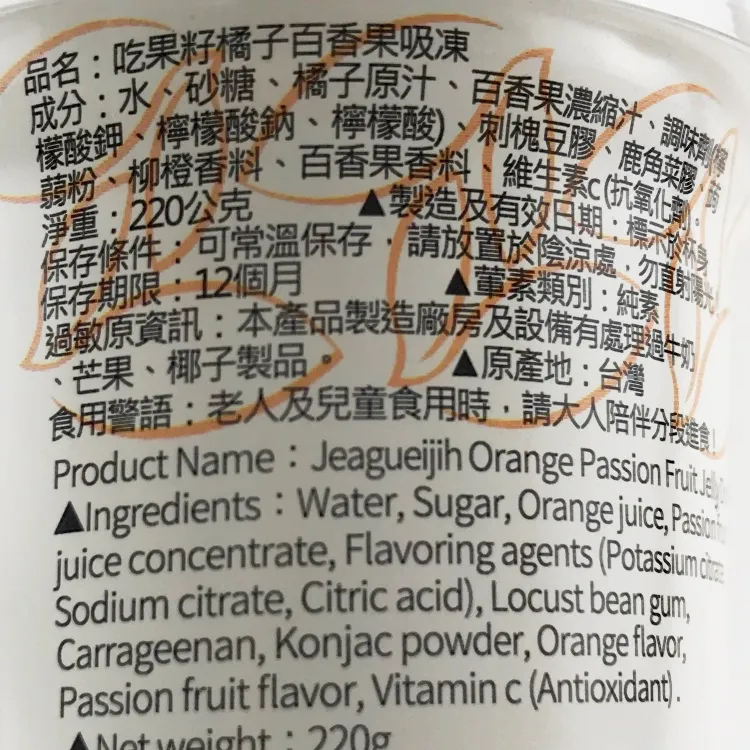 品名：吃果籽橘子百香果吸凍
成分：水、砂糖、橘子原汁、百香果濃縮汁、調味劑(檸
檬酸鉀、檸檬酸鈉、檸檬酸)、刺槐豆膠、鹿角菜膠、蒟
蒻粉、柳橙香料、百香果香料、維生素c(抗氧化劑)。
淨重：220公克 ▲製造及有效日期：標示於杯身
保存條件：可常溫保存，請放置於陰涼處，勿直射陽光
保存期限：12個月 ▲葷素類別：純素
過敏原資訊：本產品製造廠房及設備有處理過牛奶
、芒果、椰子製品。 ▲原產地：台灣
食用警語：老人及兒童食用時，請大人陪伴分段進食！
Product Name：Jeagueijih Orange Passion Fruit Jelly
▲Ingredients：Water, Sugar, Orange juice, Passion fruit
juice concentrate, Flavoring agents (Potassium citrate,
Sodium citrate, Citric acid), Locust bean gum,
Carrageenan, Konjac powder, Orange flavor,
Passion fruit flavor, Vitamin c (Antioxidant).
▲Net weight：220g